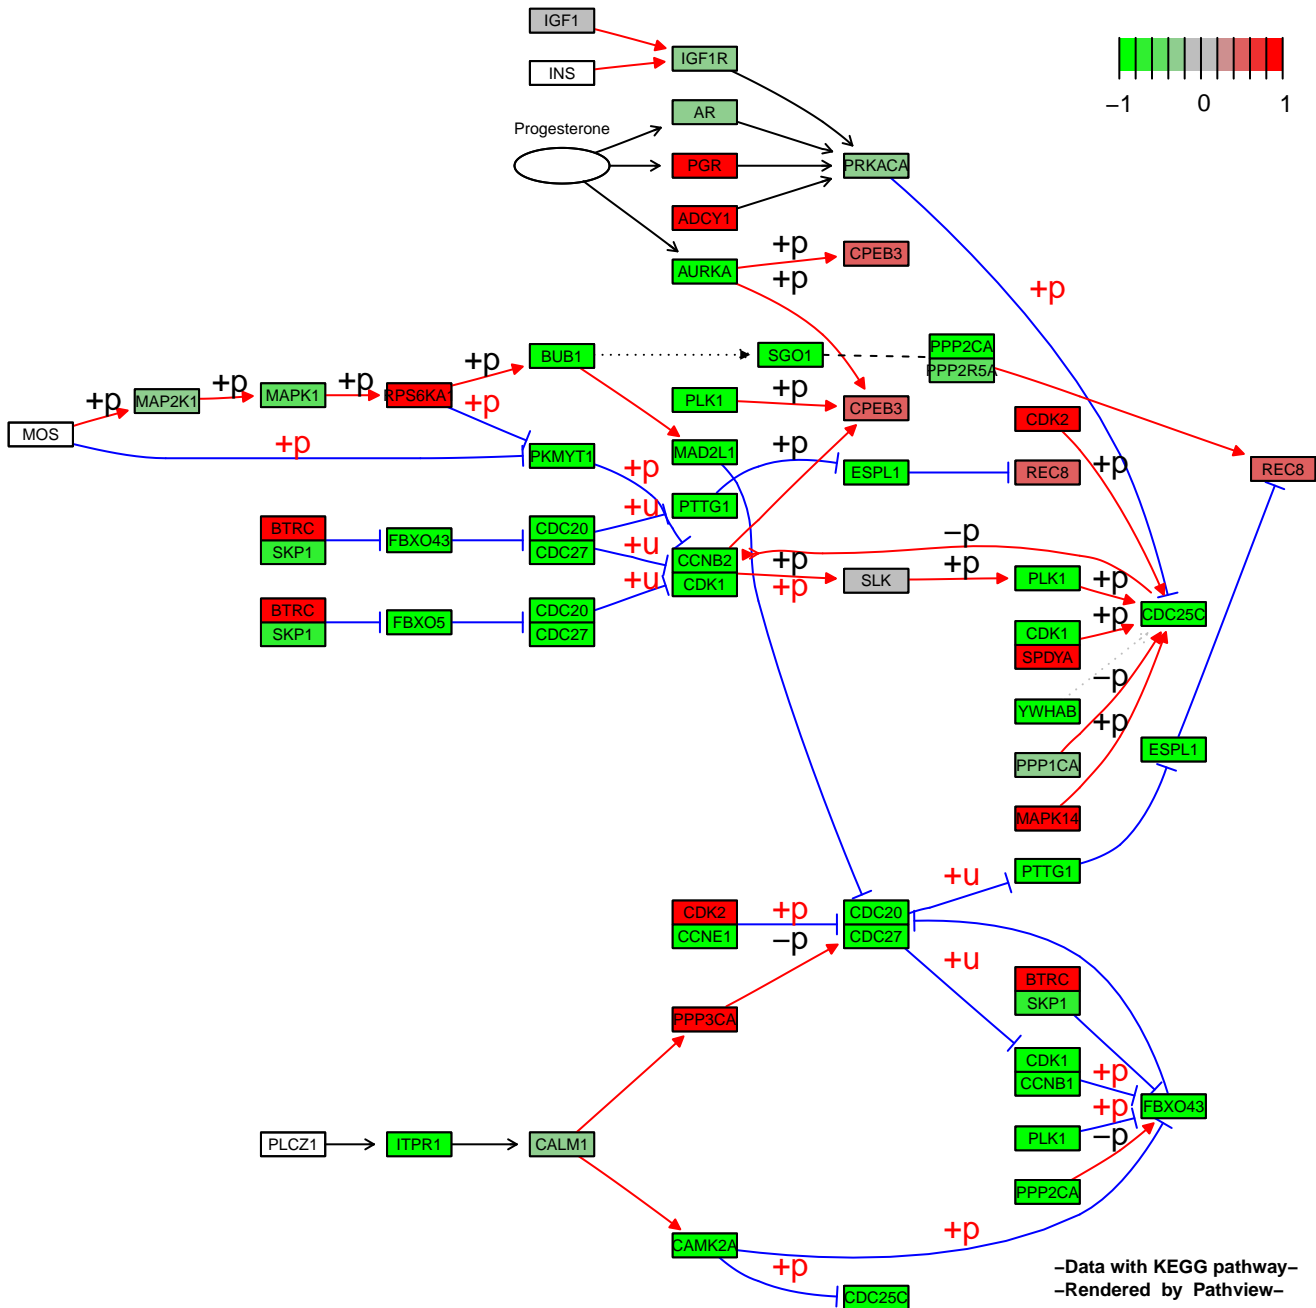 IGF1
INS
IGF1R
−1 0 1
AR
Progesterone
PGR
PRKACA
ADCY1
+p
CPEB3
AURKA
+p
+p
BUB1
SGO1
PPP2CA
PPP2R5A
+p
+p
+p
+p
MAP2K1
MAPK1
RPS6KA1
+p
PLK1
+p
CPEB3
CDK2
+p
MOS
+p
PKMYT1
MAD2L1
+p
ESPL1
REC8
+p
REC8
+p
PTTG1
+u
BTRC
SKP1
FBXO43
CDC20
CDC27
+u
CCNB2
CDK1
−p
+p
+p
SLK
+p
PLK1
+p
+u
BTRC
SKP1
FBXO5
CDC20
CDC27
CDC25C
+p
CDK1
SPDYA
−p
YWHAB
+p
ESPL1
PPP1CA
MAPK14
PTTG1
+u
CDK2
CCNE1
+p
−p
CDC20
CDC27
+u
BTRC
SKP1
PPP3CA
CDK1
CCNB1
+p
+p
FBXO43
PLK1
−p
PLCZ1
ITPR1
CALM1
PPP2CA
+p
CAMK2A
+p
CDC25C
−Data with KEGG pathway−
−Rendered by Pathview−